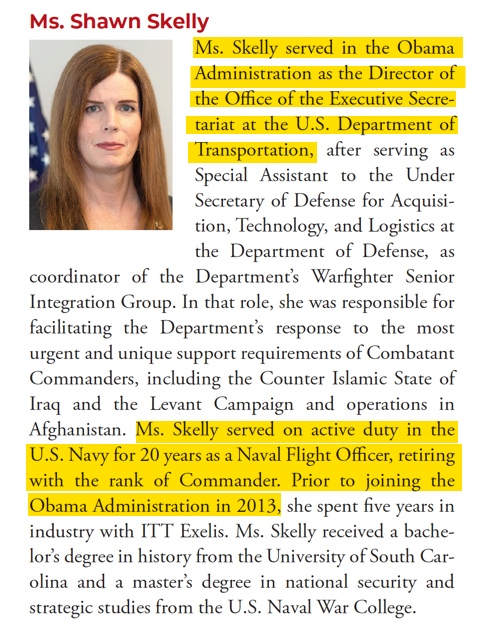 Ms. Shawn Skelly
Ms. Skelly served in the Obama
Administration as the Director of
the Office of the Executive Secre-
tariat at the U.S. Department of
Transportation, after serving as
Special Assistant to the Under
Secretary of Defense for Acquisi-
tion, Technology, and Logistics at
the Department of Defense, as
coordinator of the Department’s Warfighter Senior
Integration Group. In that role, she was responsible for
facilitating the Department’s response to the most
urgent and unique support requirements of Combatant
Commanders, including the Counter Islamic State of
Iraq and the Levant Campaign and operations in
Afghanistan. Ms. Skelly served on active duty in the
U.S. Navy for 20 years as a Naval Flight Officer, retiring
with the rank of Commander. Prior to joining the
Obama Administration in 2013, she spent five years in
industry with ITT Exelis. Ms. Skelly received a bache-
lor’s degree in history from the University of South Car-
olina and a master’s degree in national security and
strategic studies from the U.S. Naval War College.